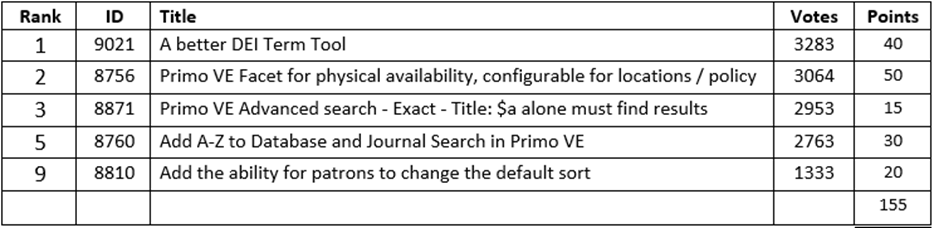 Rank ID Title Votes Points
1 9021 A better DEI Term Tool 3283 40
2 8756 Primo VE Facet for physical availability, configurable for locations / policy 3064 50
3 8871 Primo VE Advanced search - Exact - Title: $a alone must find results 2953 15
5 8760 Add A-Z to Database and Journal Search in Primo VE 2763 30
9 8810 Add the ability for patrons to change the default sort 1333 20
155